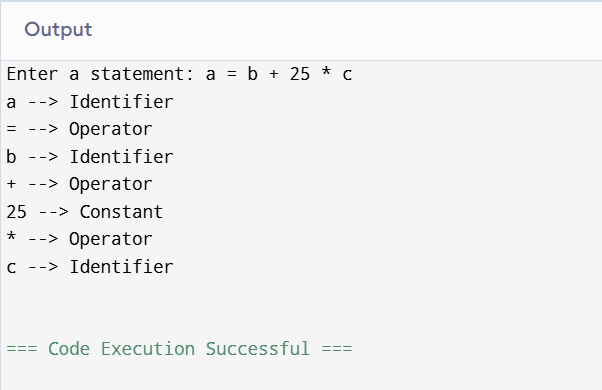 Output
Enter a statement: a = b + 25 * c
a --> Identifier
= --> Operator
b --> Identifier
+ --> Operator
25 --> Constant
* --> Operator
c --> Identifier
=== Code Execution Successful ===